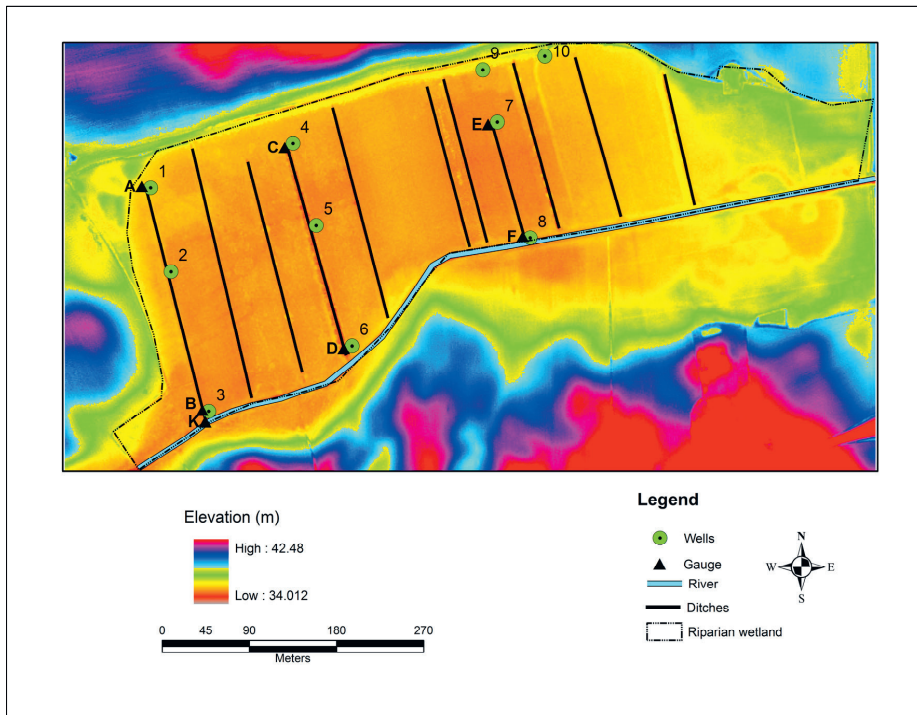 9
10
7
E
4
C
A
1
5
8
F
2
6
D
3
B
K
Elevation (m)
High : 42.48
Low : 34.012
0 45 90 180 270
Meters
Legend
Wells
Gauge
River
Ditches
Riparian wetland
N
W E
S